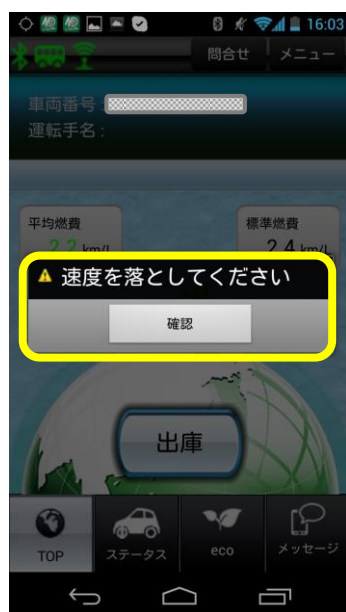 16:03
問合せ メニュー
車両番号:
運転手名:
平均燃費 標準燃費
2.2 km/L 2.4 km/L
速度を落としてください
確認
出庫
TOP ステータス eco メッセージ